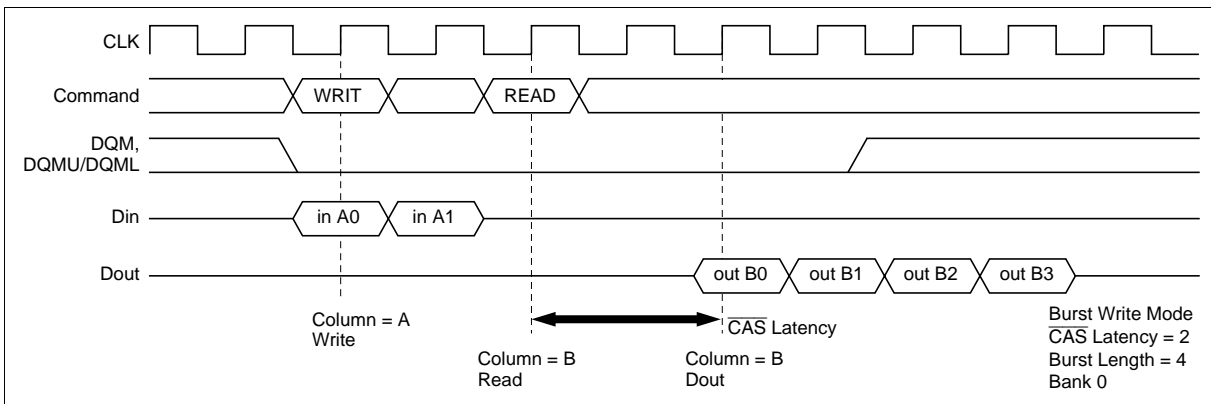 CLK
Command
WRIT
READ
DQM,
DQMU/DQML
Din
in A0
in A1
Dout
out B0
out B1
out B2
out B3
Column = A
Write
CAS Latency
Column = B
Read
Column = B
Dout
Burst Write Mode
CAS Latency = 2
Burst Length = 4
Bank 0